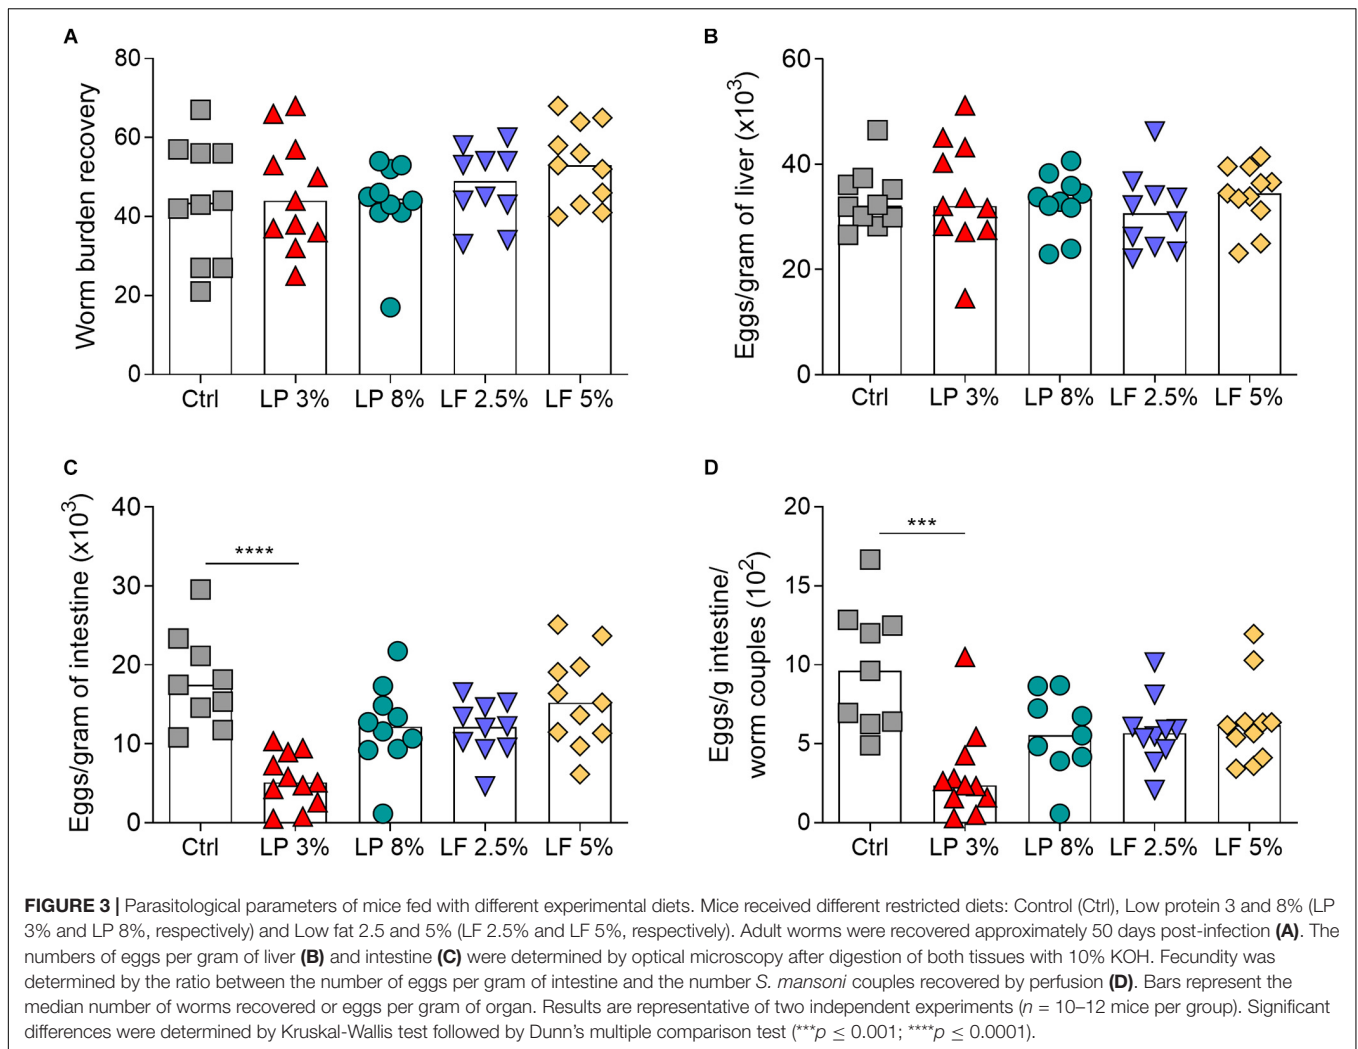 A
Worm burden recovery
80
60
40
20
0
Ctrl LP 3% LP 8% LF 2.5% LF 5%
B
Eggs/gram of liver (x10³)
60
40
20
0
Ctrl LP 3% LP 8% LF 2.5% LF 5%
C
Eggs/gram of intestine (x10³)
40
30
20
10
0
****
Ctrl LP 3% LP 8% LF 2.5% LF 5%
D
Eggs/g intestine/
worm couples (10²)
20
15
10
5
0
***
Ctrl LP 3% LP 8% LF 2.5% LF 5%
FIGURE 3 | Parasitological parameters of mice fed with different experimental diets. Mice received different restricted diets: Control (Ctrl), Low protein 3 and 8% (LP
3% and LP 8%, respectively) and Low fat 2.5 and 5% (LF 2.5% and LF 5%, respectively). Adult worms were recovered approximately 50 days post-infection (A). The
numbers of eggs per gram of liver (B) and intestine (C) were determined by optical microscopy after digestion of both tissues with 10% KOH. Fecundity was
determined by the ratio between the number of eggs per gram of intestine and the number S. mansoni couples recovered by perfusion (D). Bars represent the
median number of worms recovered or eggs per gram of organ. Results are representative of two independent experiments (n = 10–12 mice per group). Significant
differences were determined by Kruskal-Wallis test followed by Dunn's multiple comparison test (***p ≤ 0.001; ****p ≤ 0.0001).